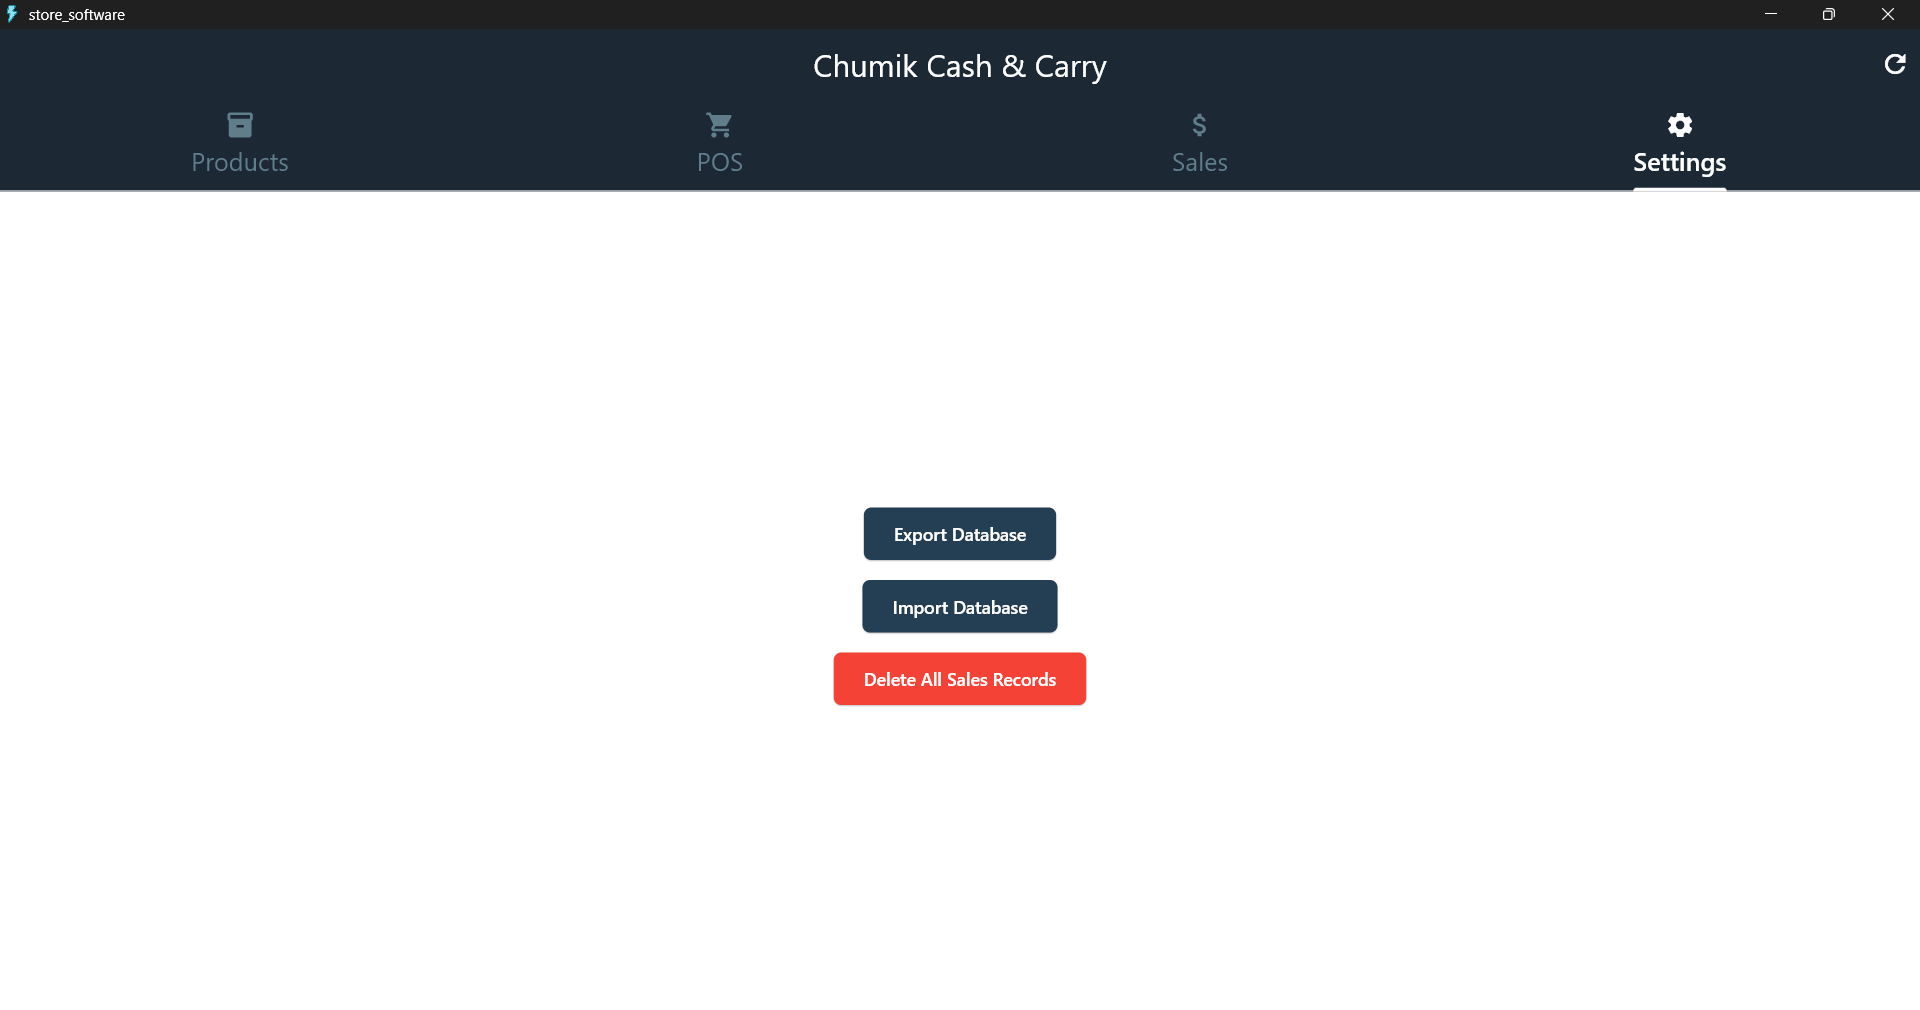 store_software
Chumik Cash & Carry
Products
POS
Sales
Settings
Export Database
Import Database
Delete All Sales Records